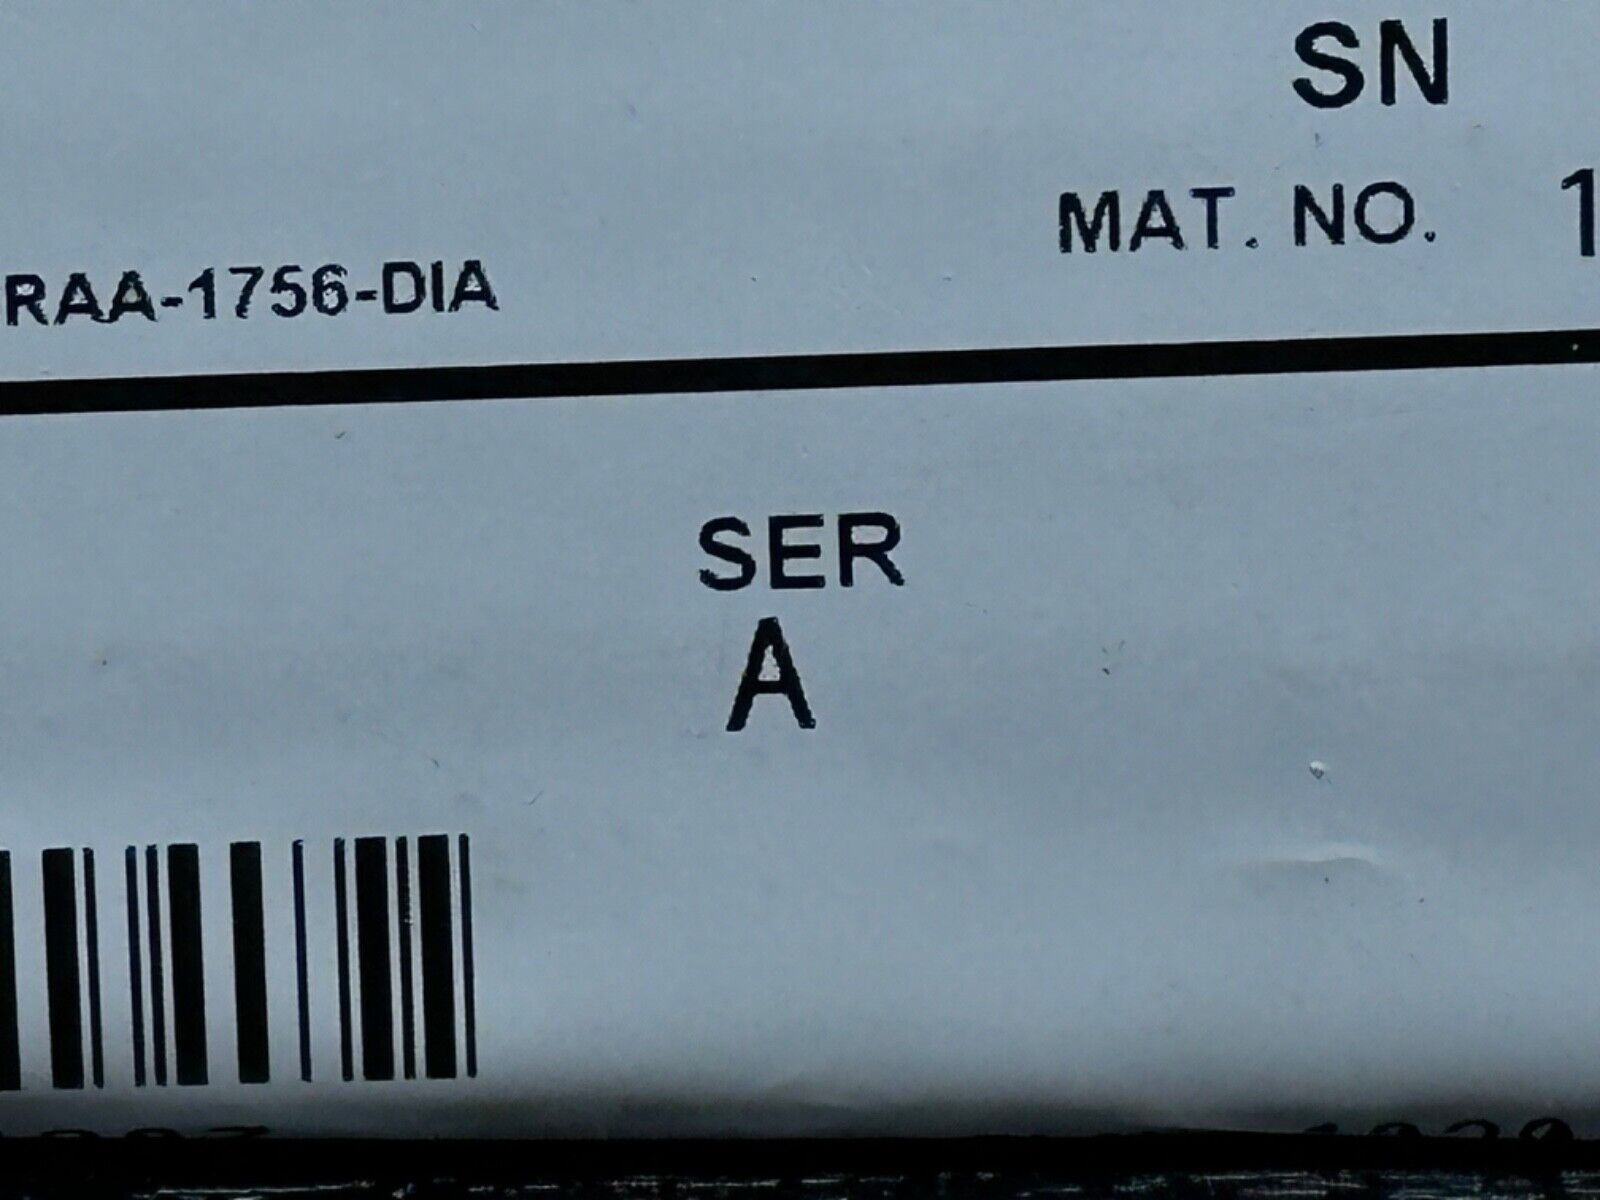 SN
MAT. NO. 1
RAA-1756-DIA
SER
A